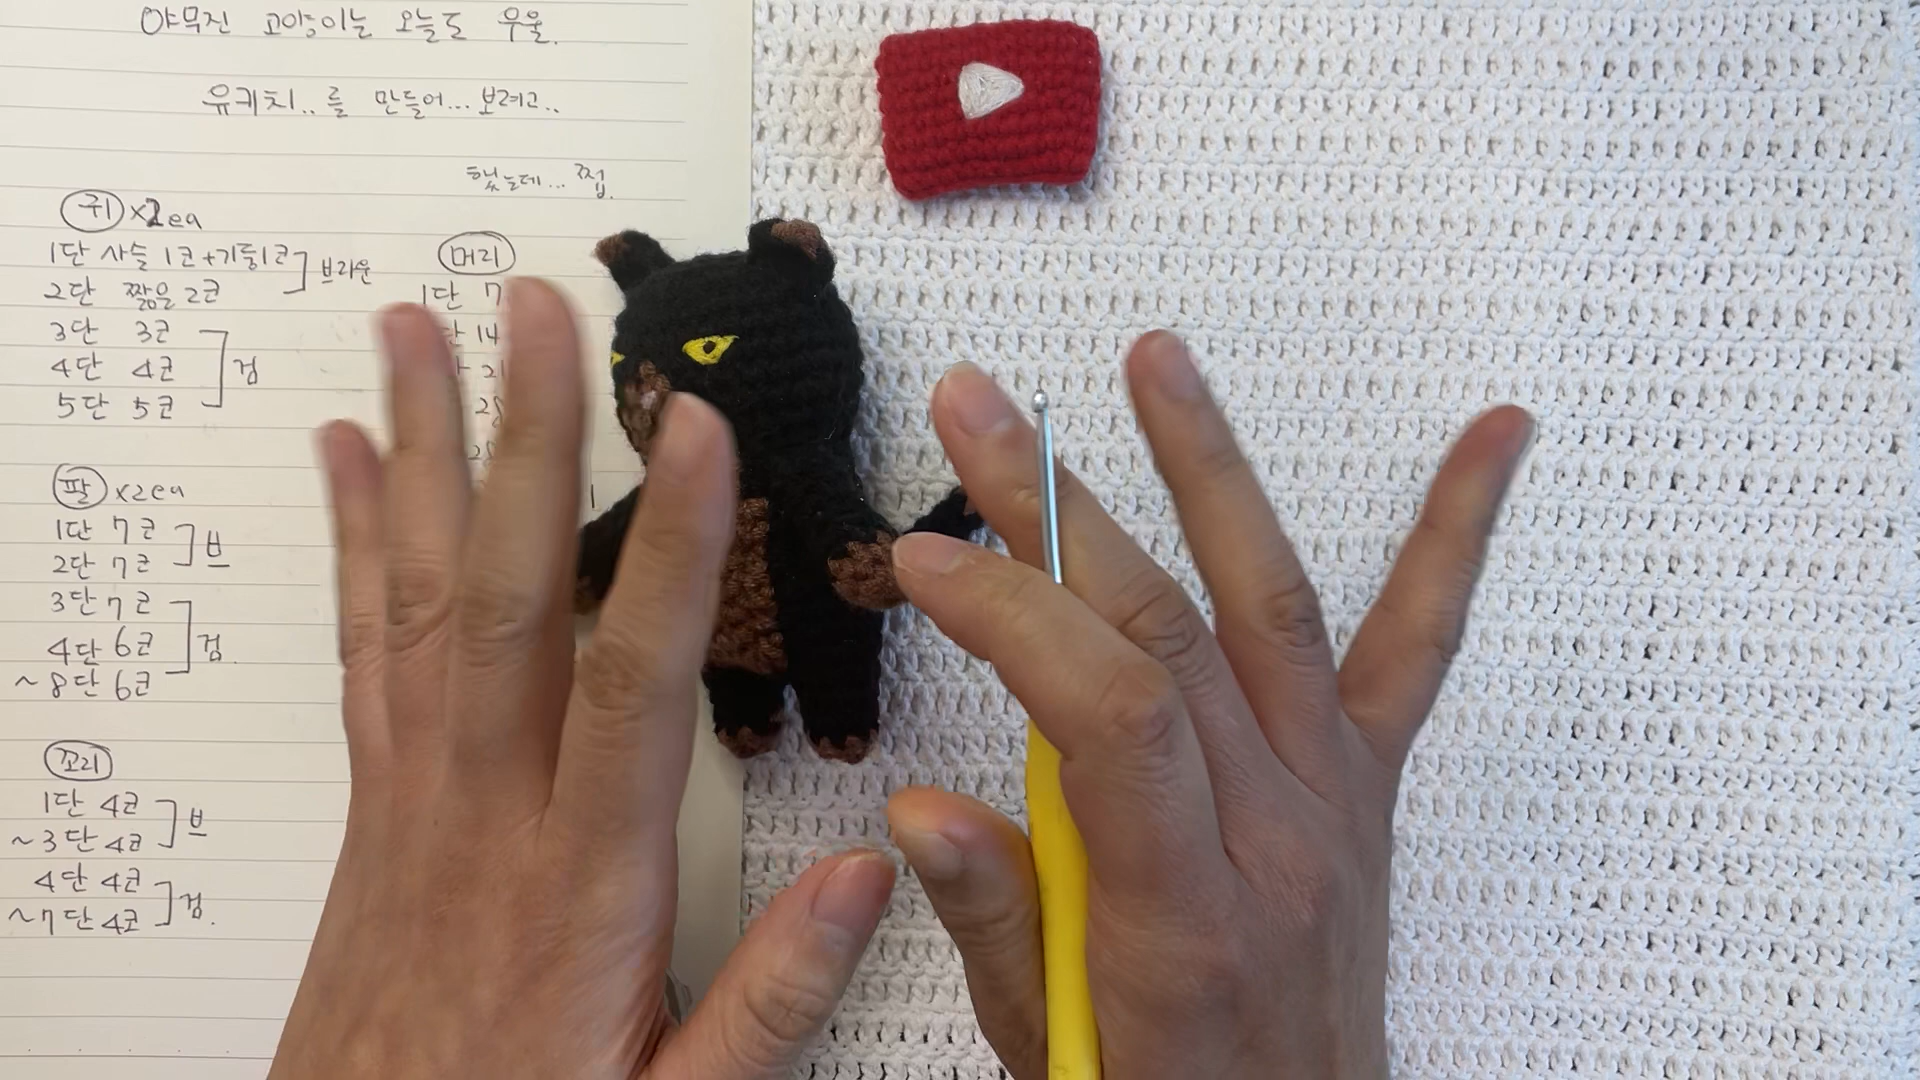 야무진 고양이는 오늘도 우울.
유키치.. 를 만들어... 보려고..
했는데... 쩝.
귀 x2ea
1단 사슬 1코+기둥1코
2단 짧은 2코
브라운
3단 3코
4단 4코
5단 5코
검
팔 x2ea
1단 7코
2단 7코
브
3단 7코
4단 6코
~8단 6코
검.
꼬리
1단 4코
~3단 4코
브
4단 4코
~7단 4코
검.
머리
1단 7
단 14
21
28
28